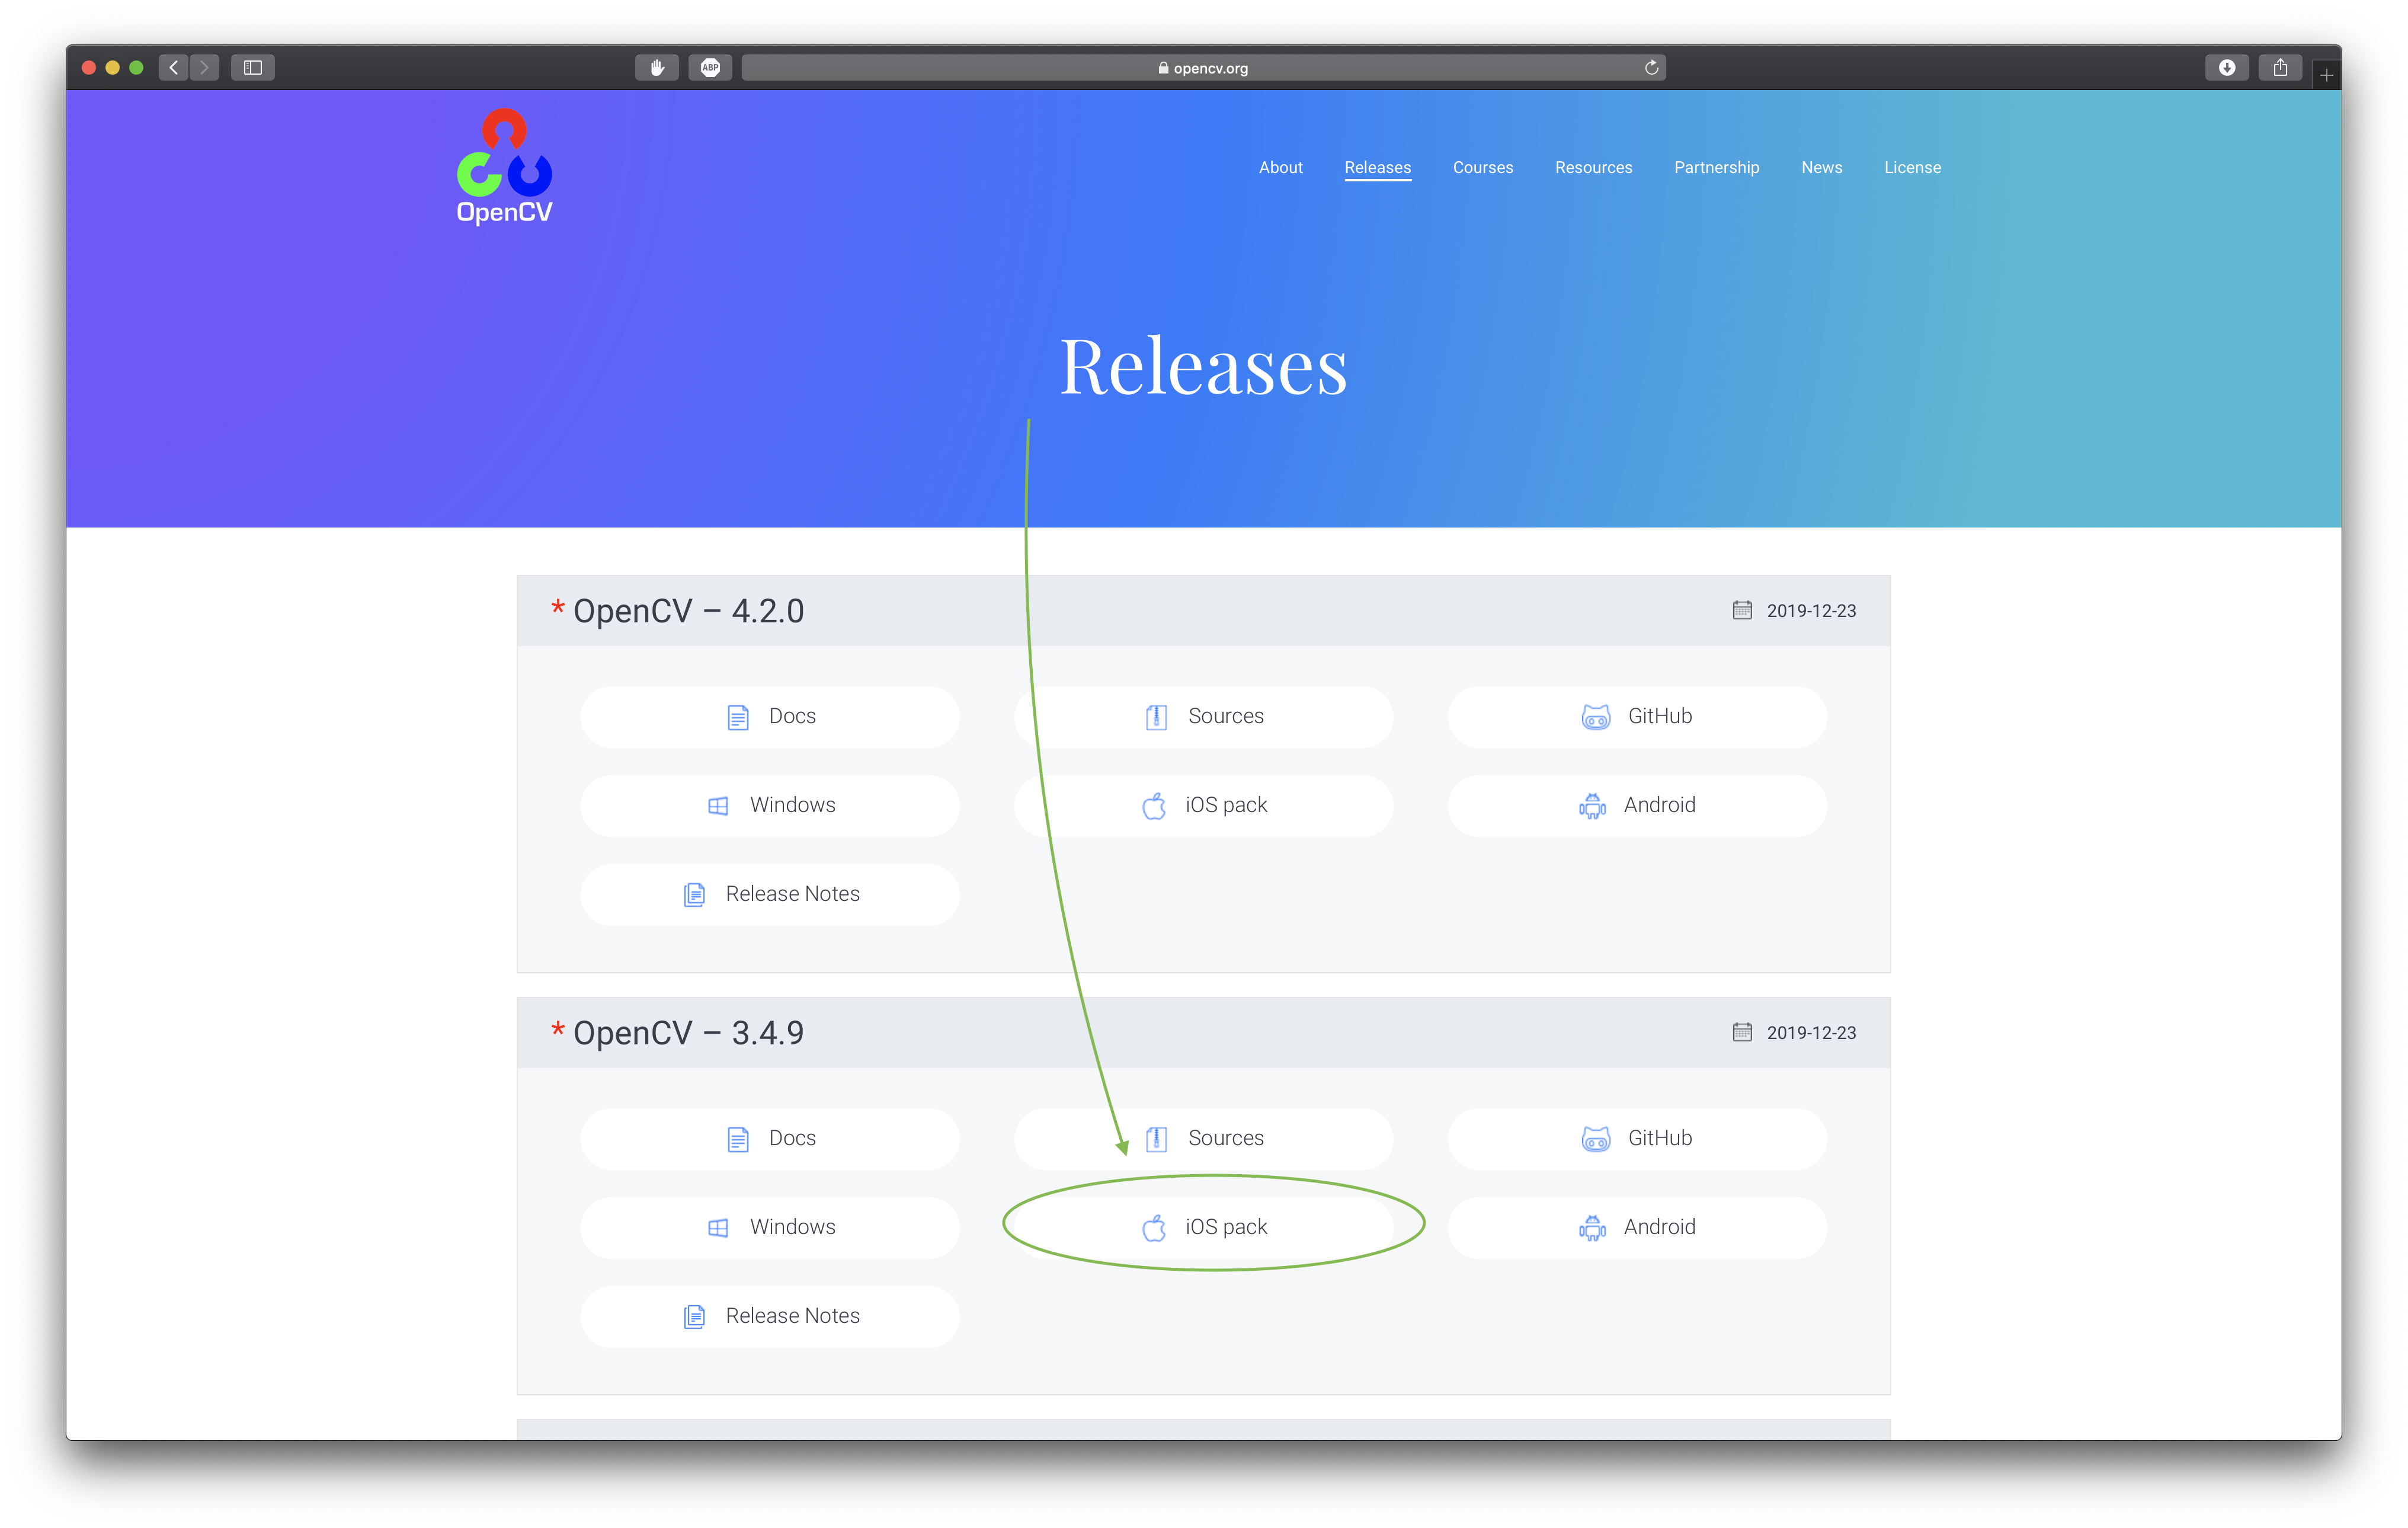 ABP
opencv.org
OpenCV
About Releases Courses Resources Partnership News License
Releases
* OpenCV – 4.2.0 2019-12-23
Docs Sources GitHub
Windows iOS pack Android
Release Notes
* OpenCV – 3.4.9 2019-12-23
Docs Sources GitHub
Windows iOS pack Android
Release Notes